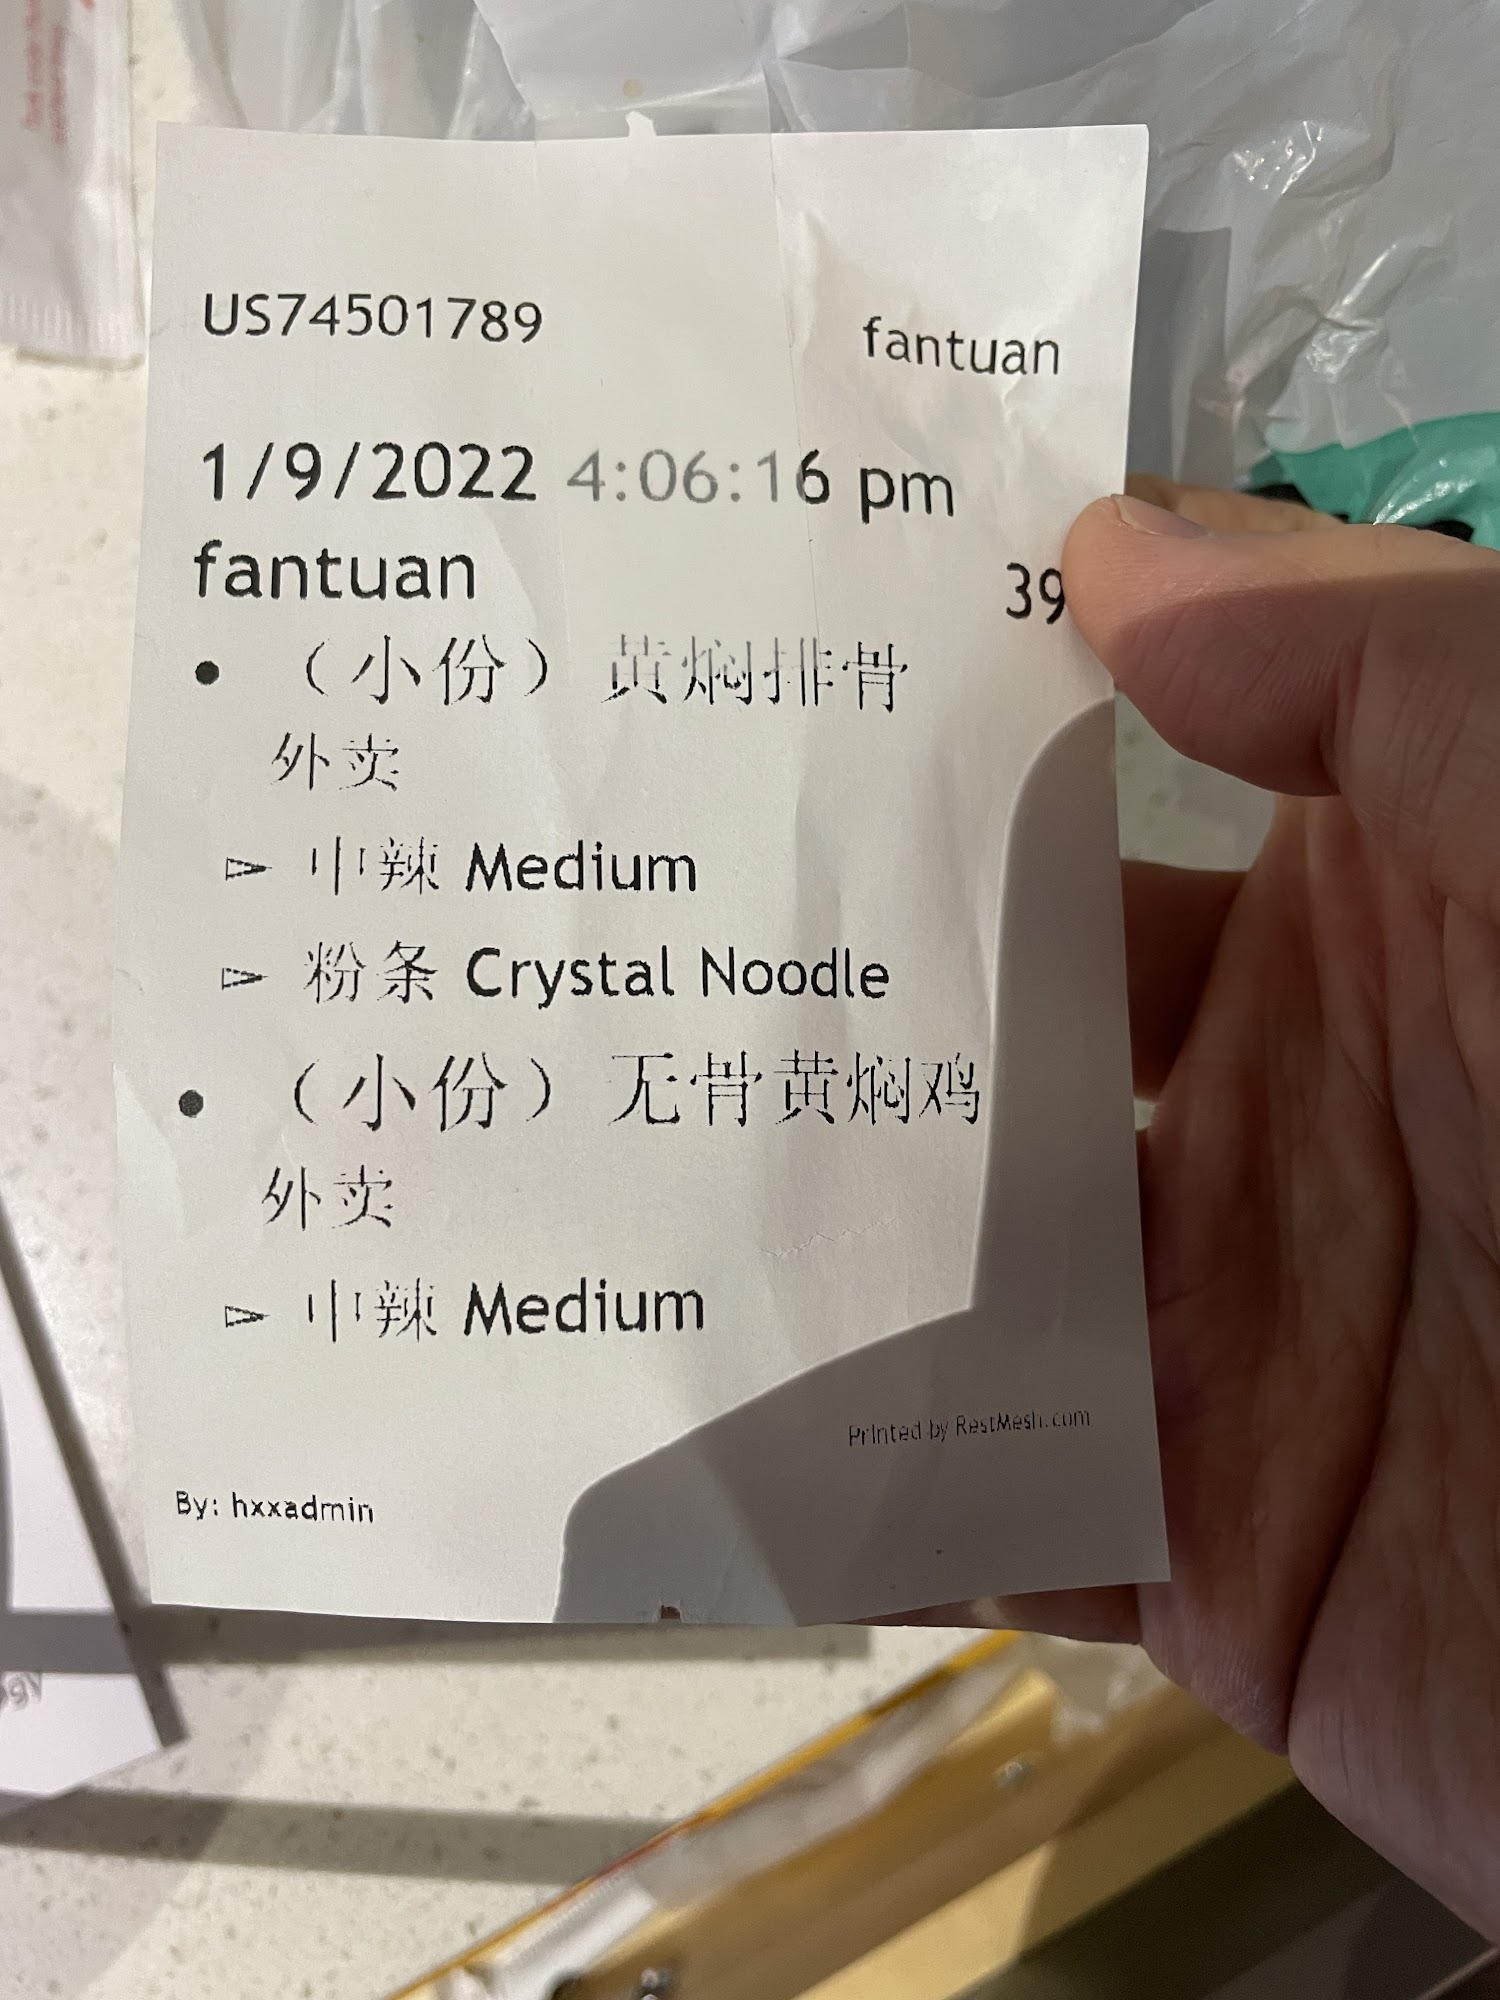 US74501789
fantuan
1/9/2022 4:06:16 pm
fantuan
39
• （小份） 黄焖排骨
外卖
▻ 中辣 Medium
▻ 粉条 Crystal Noodle
• （小份） 无骨黄焖鸡
外卖
▻ 中辣 Medium
Printed by RestMesh.com
By: hxxadmin